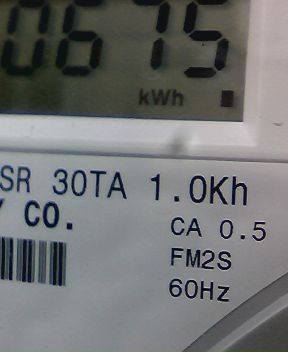 0675
kWh
SR 30TA 1.0Kh
Y CO.
CA 0.5
FM2S
60Hz